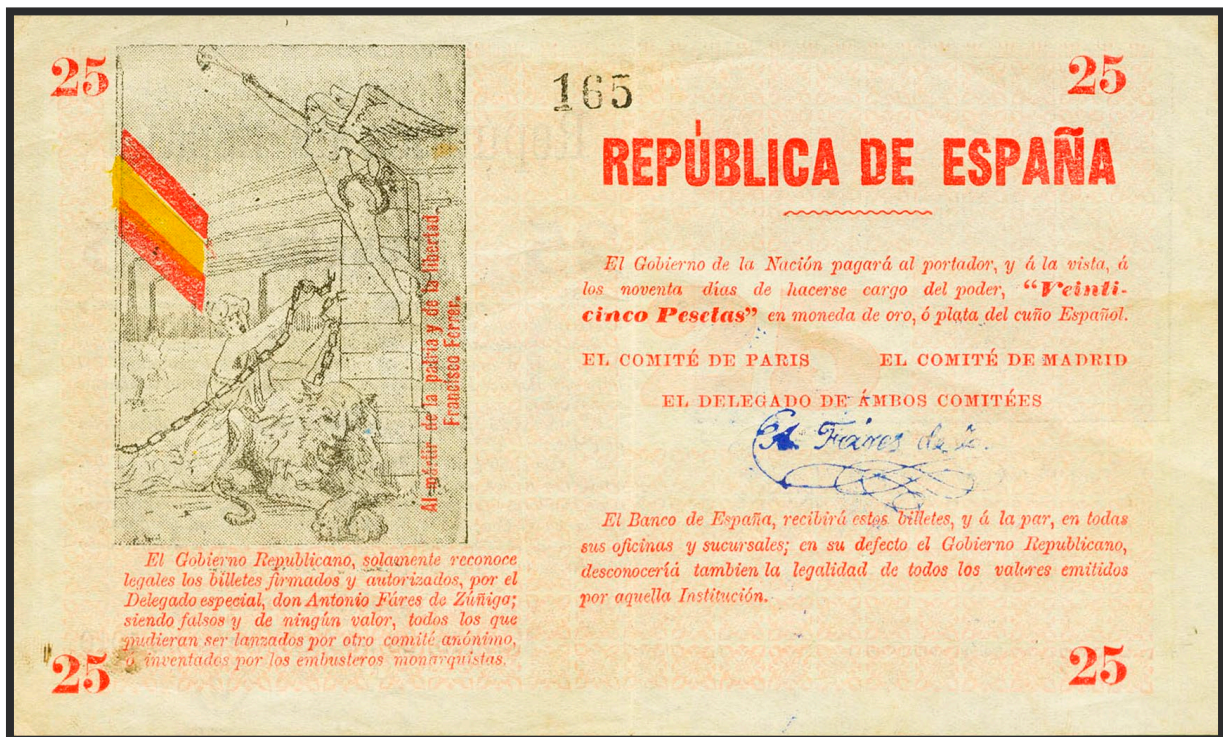 25
165
25
REPÚBLICA DE ESPAÑA
El Gobierno de la Nación pagará al portador, y á la vista, á
los noventa días de hacerse cargo del poder, “Veinti-
cinco Pesetas” en moneda de oro, ó plata del cuño Español.
EL COMITÉ DE PARIS EL COMITÉ DE MADRID
EL DELEGADO DE ÁMBOS COMITÉES
A. Fáres de Z.
El Banco de España, recibirá estos billetes, y á la par, en todas
sus oficinas y sucursales; en su defecto el Gobierno Republicano,
desconocería tambien la legalidad de todos los valores emitidos
por aquella Institución.
Al mártir de la patria y de la libertad.
Francisco Ferrer.
El Gobierno Republicano, solamente reconoce
legales los billetes firmados y autorizados, por el
Delegado especial, don Antonio Fáres de Zúñiga;
siendo falsos y de ningún valor, todos los que
pudieran ser lanzados por otro comité anónimo,
ó inventados por los embusteros monarquistas.
25
25